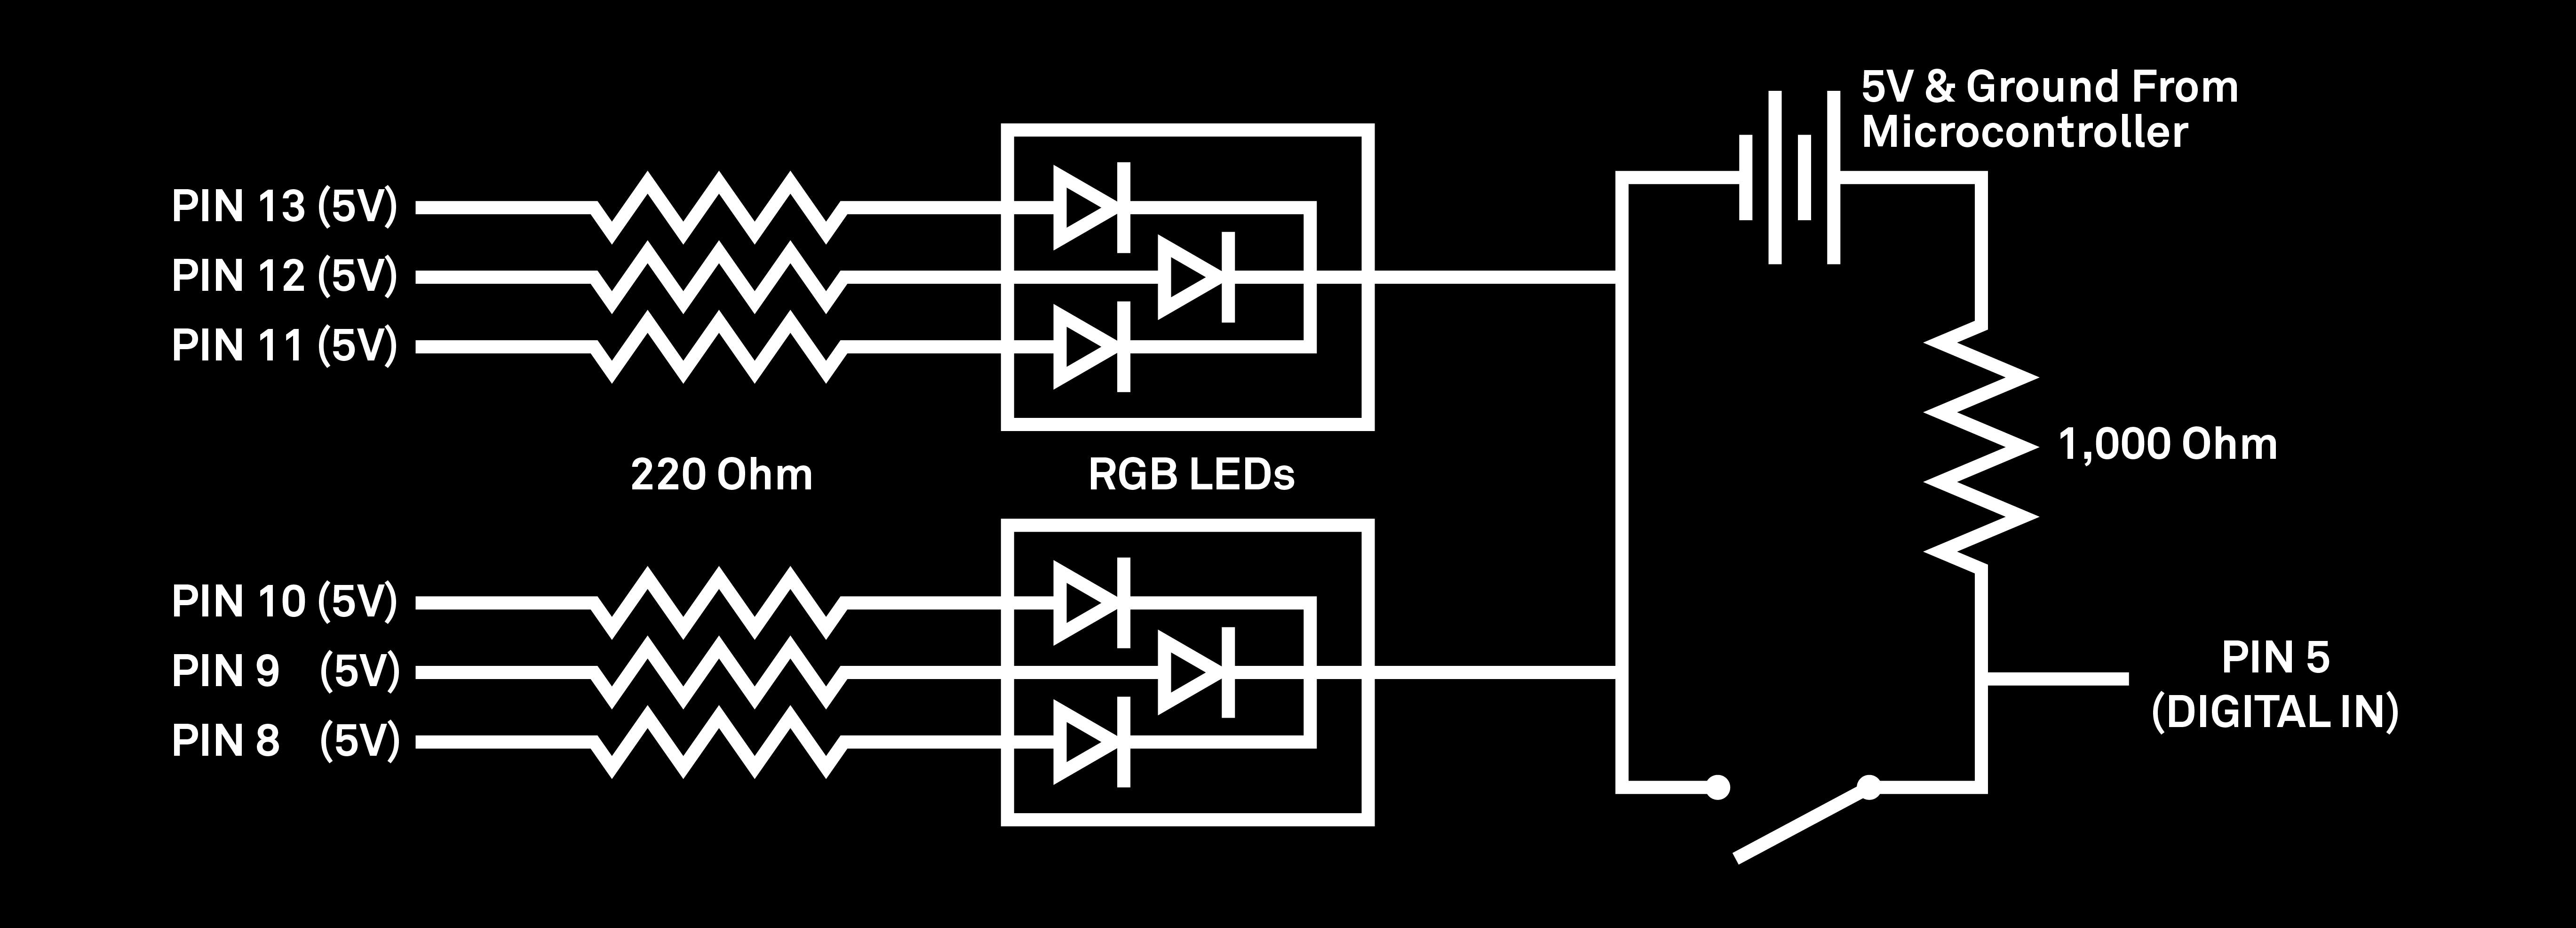 5V & Ground From
Microcontroller
PIN 13 (5V)
PIN 12 (5V)
PIN 11 (5V)
220 Ohm
RGB LEDs
1,000 Ohm
PIN 10 (5V)
PIN 9 (5V)
PIN 8 (5V)
PIN 5
(DIGITAL IN)